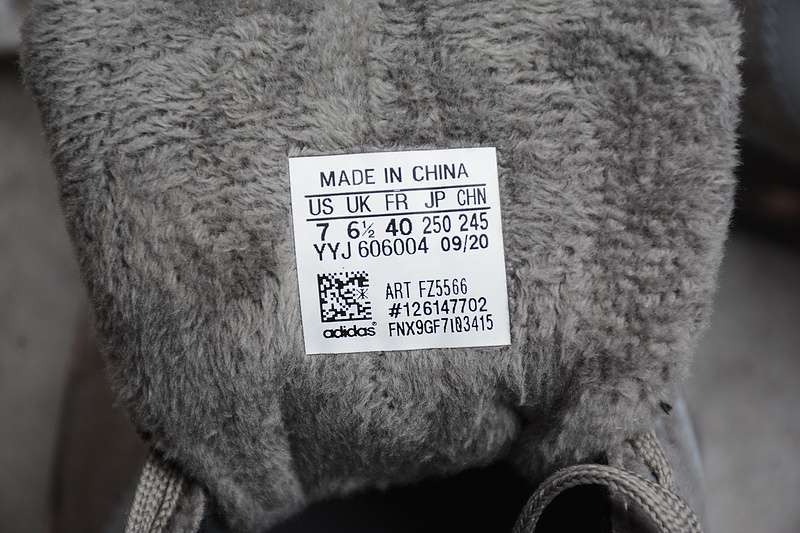 MADE IN CHINA
US UK FR JP CHN
7 6½ 40 250 245
YYJ 606004 09/20
ART FZ5566
#126147702
adidas® FNX9GF7103415